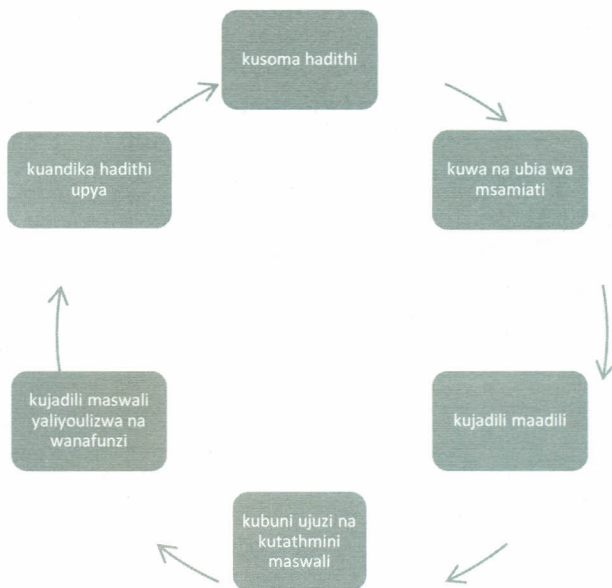 kusoma hadithi
kuwa na ubia wa
msamiati
kujadili maadili
kubuni ujuzi na
kutathmini
maswali
kujadili maswali
yaliyoulizwa na
wanafunzi
kuandika hadithi
upya